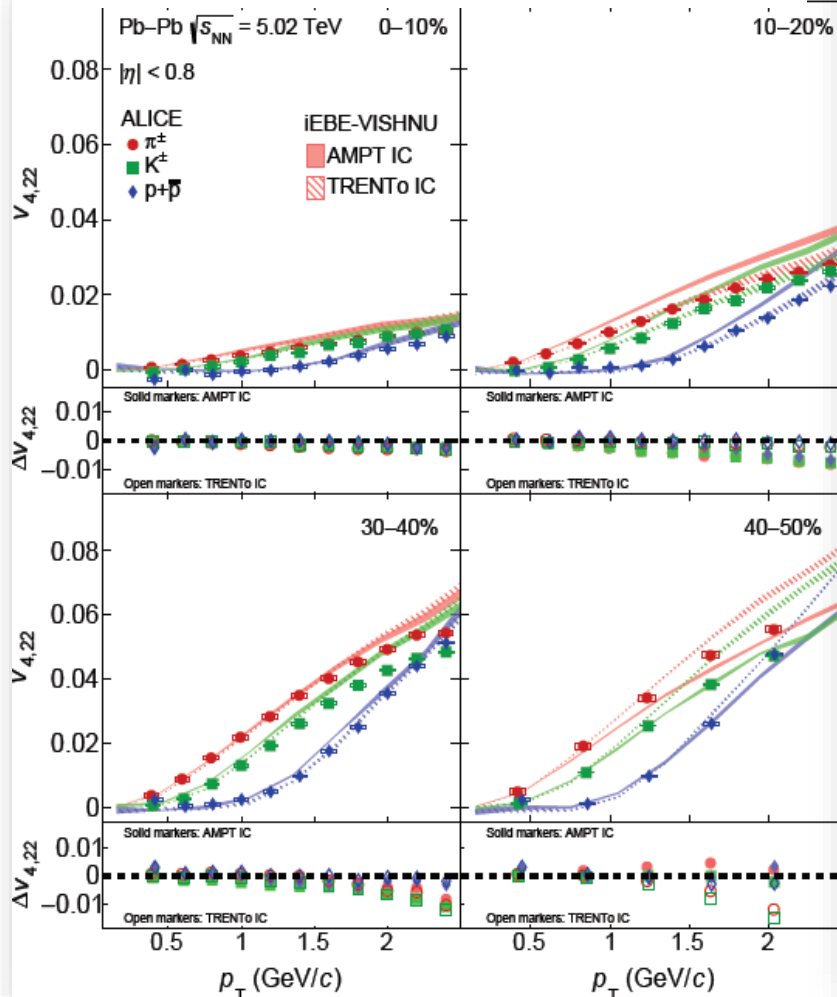 Pb–Pb √s_NN = 5.02 TeV 0–10%
10–20%
|η| < 0.8
ALICE
π±
K±
p+p̅
iEBE-VISHNU
AMPT IC
TRENTo IC
v4,22
0.08
0.06
0.04
0.02
0
Solid markers: AMPT IC
Solid markers: AMPT IC
Δv4,22
0.01
0
−0.01
Open markers: TRENTo IC
Open markers: TRENTo IC
30–40%
40–50%
v4,22
0.08
0.06
0.04
0.02
0
Solid markers: AMPT IC
Solid markers: AMPT IC
Δv4,22
0.01
0
−0.01
Open markers: TRENTo IC
Open markers: TRENTo IC
0.5 1 1.5 2
0.5 1 1.5 2
pT (GeV/c)
pT (GeV/c)